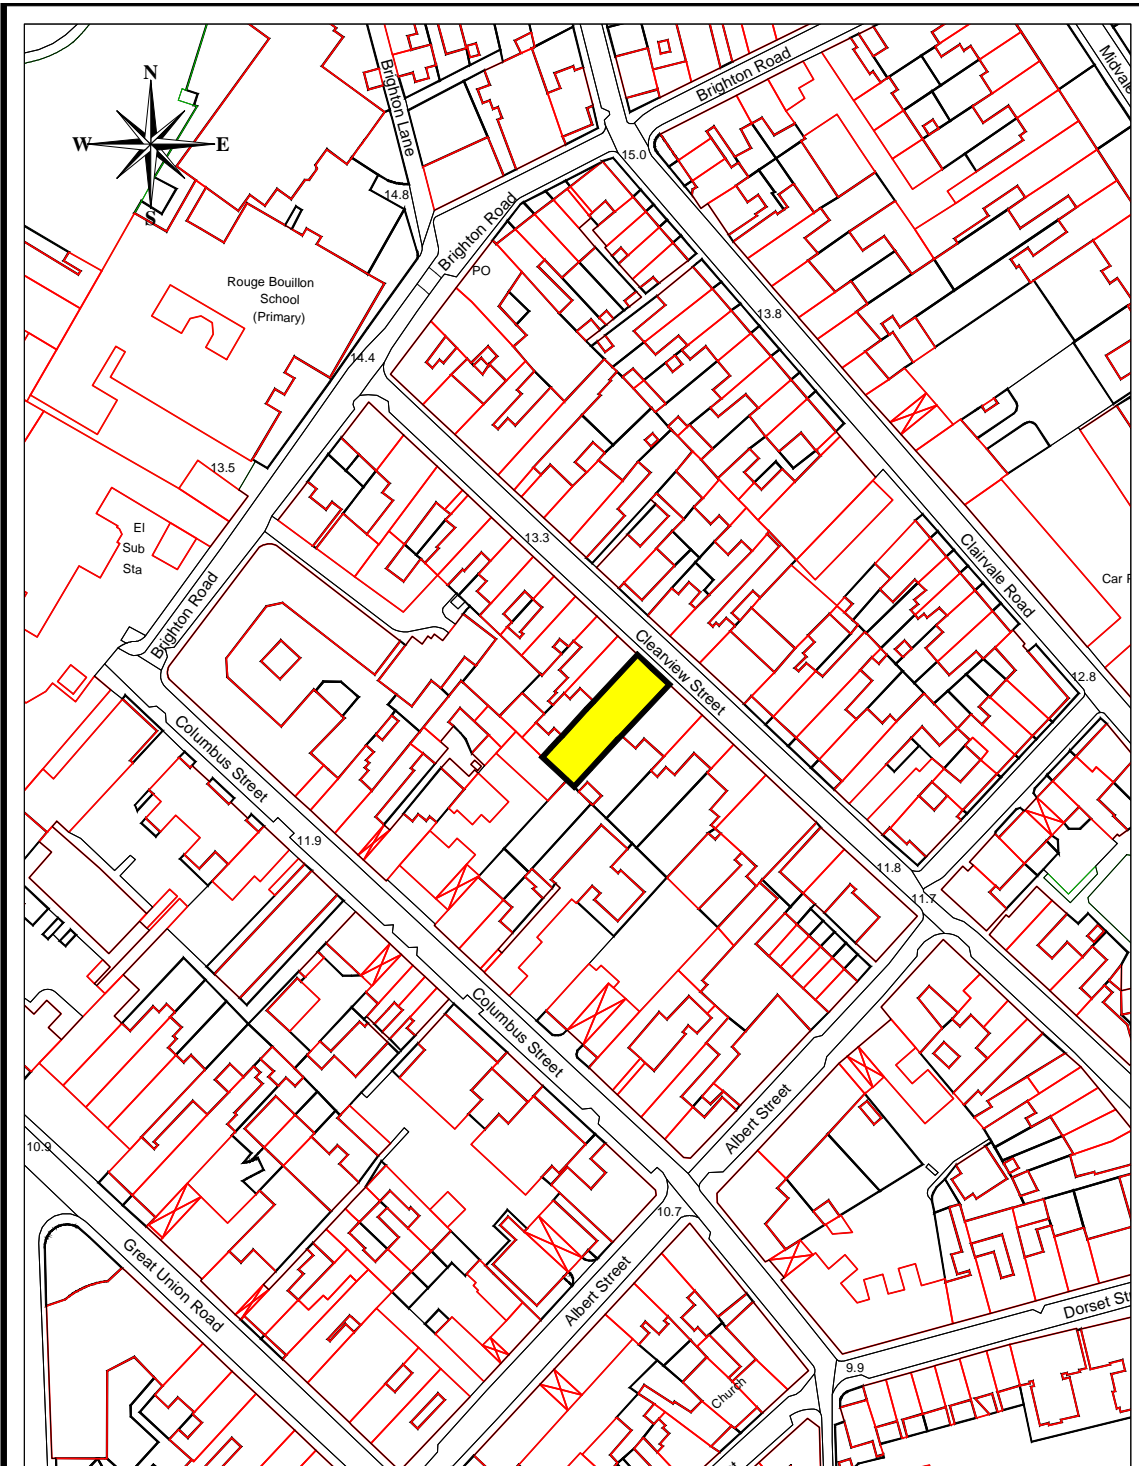 Brighton Road
Midvale
Brighton Lane
N
W
E
S
15.0
14.8
Brighton Road
PO
Rouge Bouillon
School
(Primary)
13.8
14.4
13.5
El
Sub
Sta
13.3
Clairvale Road
Car
Brighton Road
Clearview Street
12.8
Columbus Street
11.9
11.8
11.7
Columbus Street
Albert Street
10.9
10.7
Great Union Road
Albert Street
Dorset St
9.9
Church